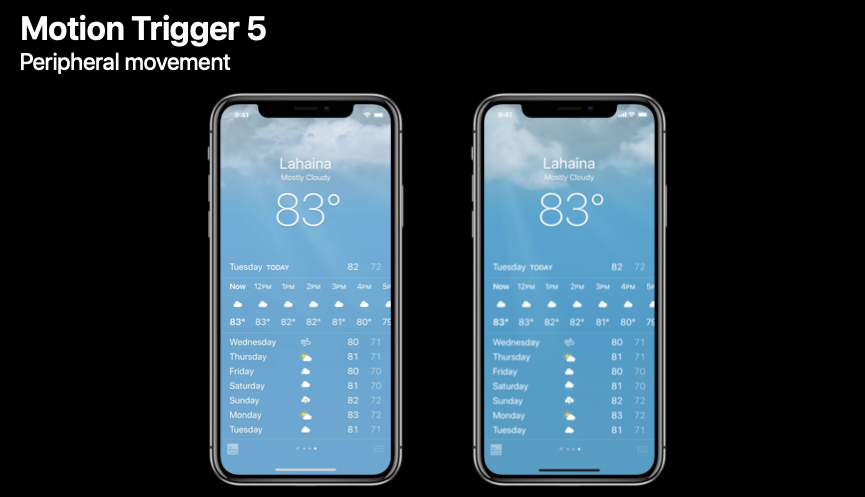 Motion Trigger 5
Peripheral movement
9:41
Lahaina
Mostly Cloudy
83°
Tuesday TODAY 82 72
Now 12PM 1PM 2PM 3PM 4PM
83° 83° 82° 82° 81° 80°
Wednesday 80 71
Thursday 81 71
Friday 80 70
Saturday 81 70
Sunday 82 72
Monday 83 72
Tuesday 81 71
9:41
Lahaina
Mostly Cloudy
83°
Tuesday TODAY 82 72
Now 12PM 1PM 2PM 3PM 4PM
83° 83° 82° 82° 81° 80°
Wednesday 80 71
Thursday 81 71
Friday 80 70
Saturday 81 70
Sunday 82 72
Monday 83 72
Tuesday 81 71